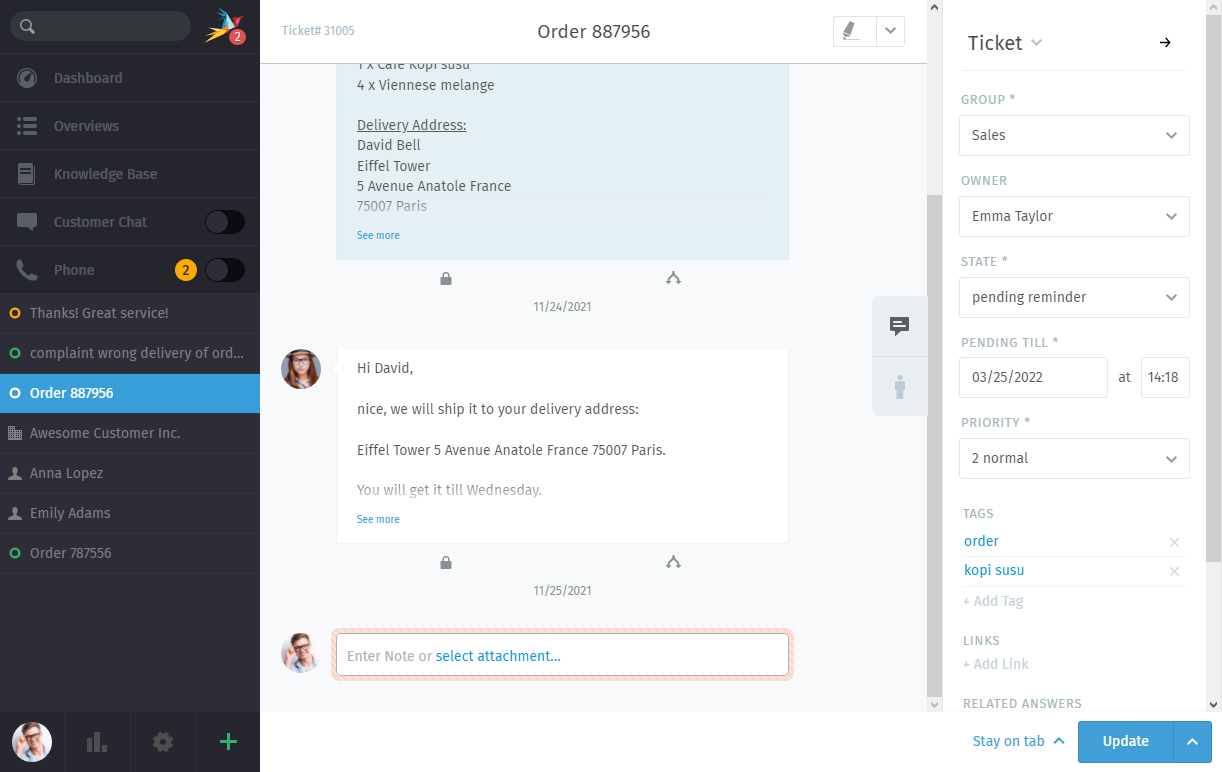 2
Dashboard
Overviews
Knowledge Base
Customer Chat
Phone 2
Thanks! Great service!
complaint wrong delivery of ord...
Order 887956
Awesome Customer Inc.
Anna Lopez
Emily Adams
Order 787556
Ticket# 31005
Order 887956
1 x Café Kopi susu
4 x Viennese melange
Delivery Address:
David Bell
Eiffel Tower
5 Avenue Anatole France
75007 Paris
See more
11/24/2021
Hi David,
nice, we will ship it to your delivery address:
Eiffel Tower 5 Avenue Anatole France 75007 Paris.
You will get it till Wednesday.
See more
11/25/2021
Enter Note or select attachment...
Ticket
GROUP *
Sales
OWNER
Emma Taylor
STATE *
pending reminder
PENDING TILL *
03/25/2022 at 14:18
PRIORITY *
2 normal
TAGS
order
kopi susu
+ Add Tag
LINKS
+ Add Link
RELATED ANSWERS
Stay on tab
Update